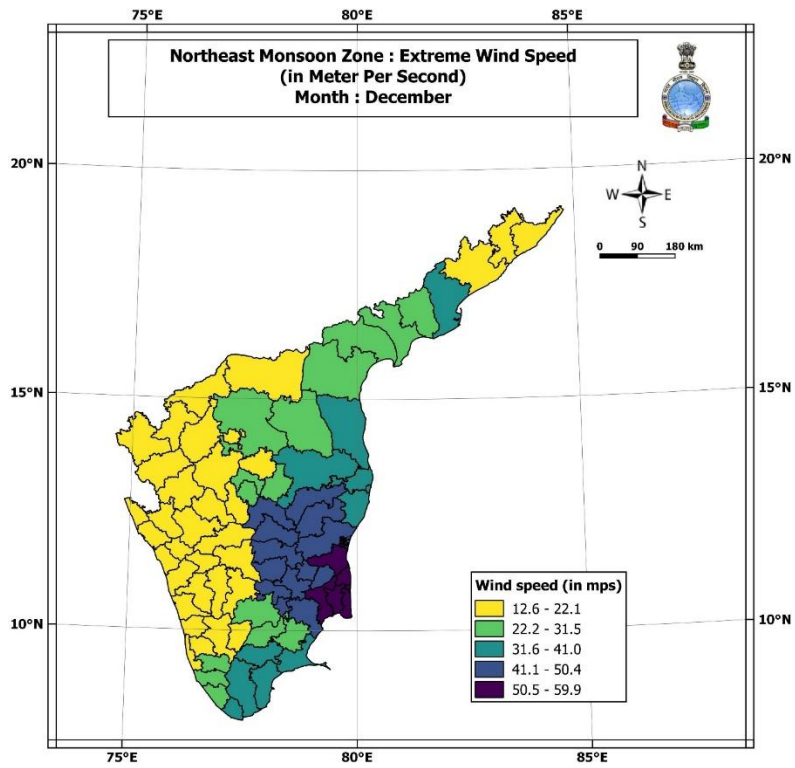 75°E 80°E 85°E
Northeast Monsoon Zone : Extreme Wind Speed
(in Meter Per Second)
Month : December
20°N 20°N
N
W E
S
0 90 180 km
15°N 15°N
Wind speed (in mps)
12.6 - 22.1
22.2 - 31.5
31.6 - 41.0
41.1 - 50.4
50.5 - 59.9
10°N 10°N
75°E 80°E 85°E